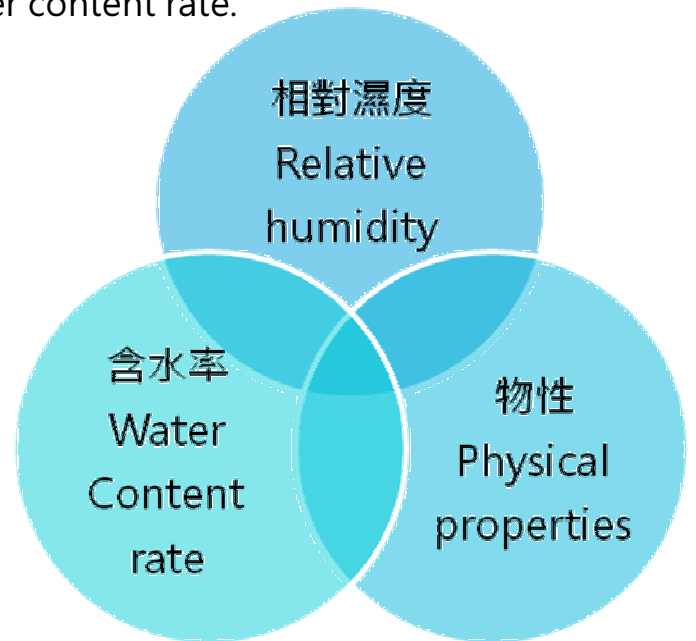 er content rate.
相對濕度
Relative
humidity
含水率
Water
Content
rate
物性
Physical
properties